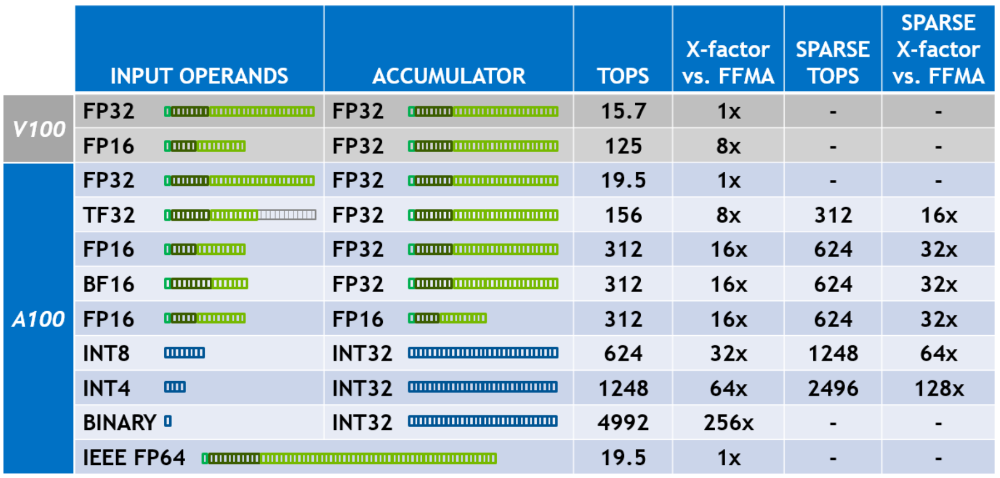 INPUT OPERANDS ACCUMULATOR TOPS X-factor vs. FFMA SPARSE TOPS SPARSE X-factor vs. FFMA
V100
FP32 FP32 15.7 1x - -
FP16 FP32 125 8x - -
A100
FP32 FP32 19.5 1x - -
TF32 FP32 156 8x 312 16x
FP16 FP32 312 16x 624 32x
BF16 FP32 312 16x 624 32x
FP16 FP16 312 16x 624 32x
INT8 INT32 624 32x 1248 64x
INT4 INT32 1248 64x 2496 128x
BINARY INT32 4992 256x - -
IEEE FP64 19.5 1x - -